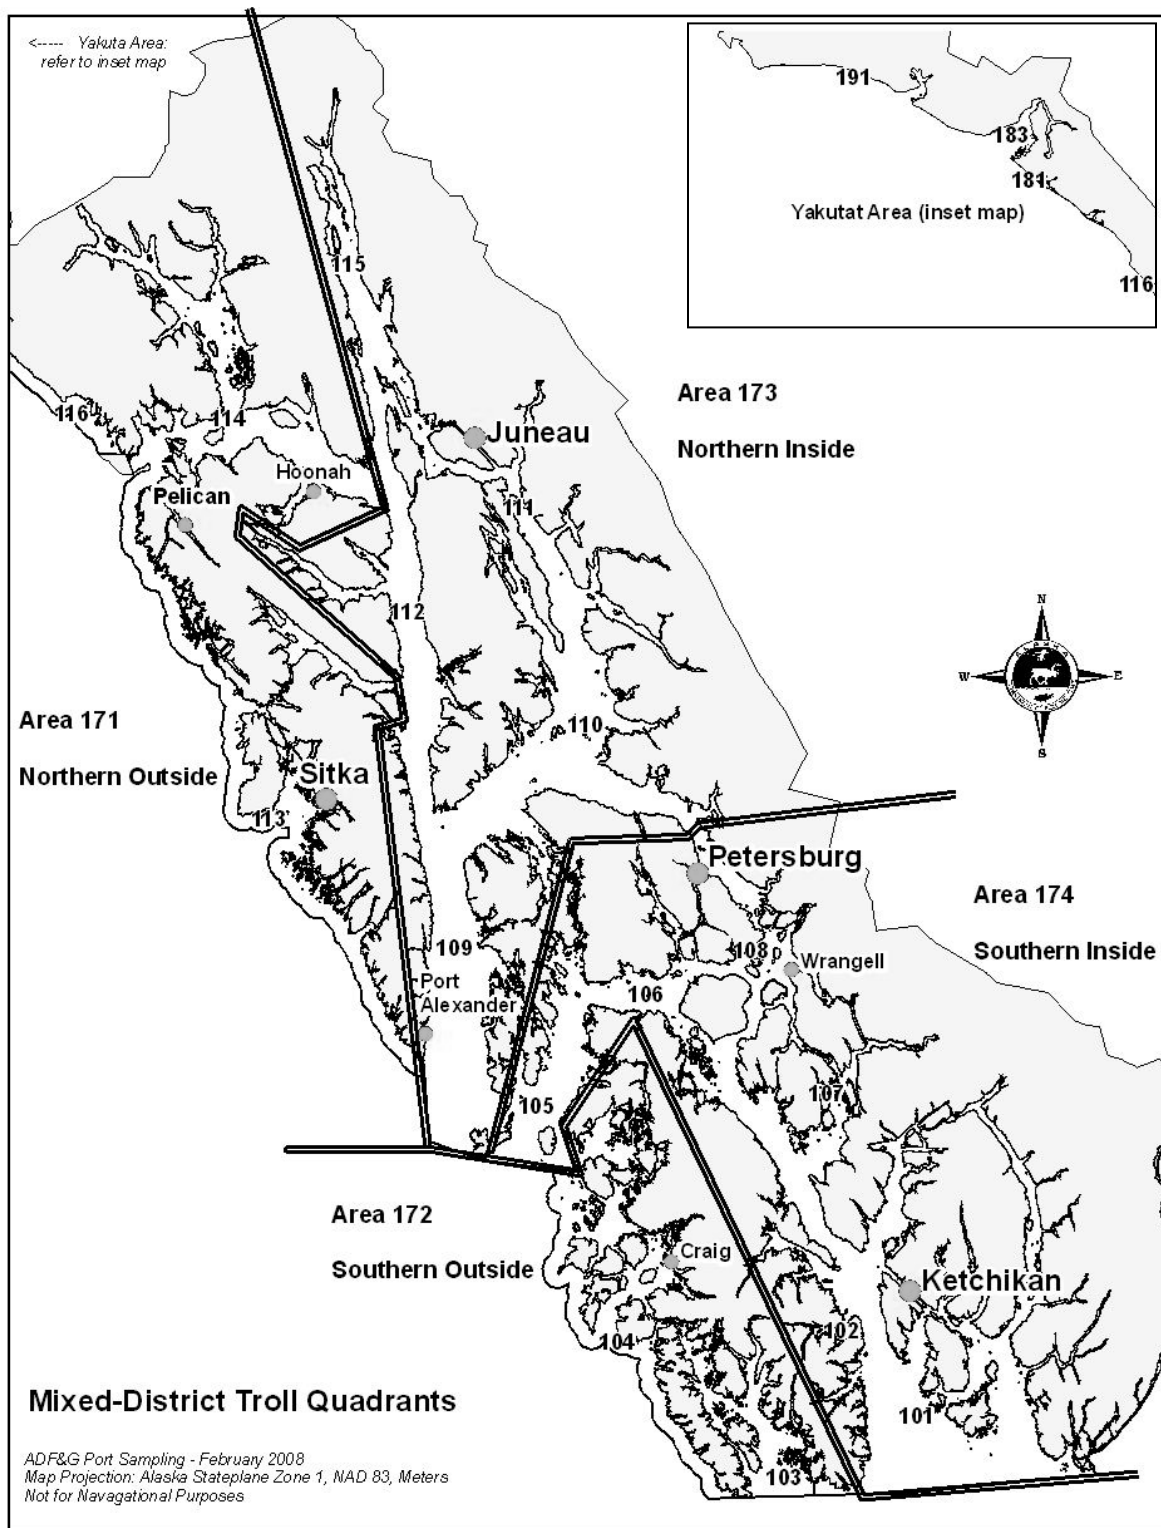 <----- Yakuta Area:
refer to inset map
191
183
181
Yakutat Area (inset map)
116
115
Area 173
Northern Inside
116
114
Juneau
Hoonah
Pelican
111
112
N
W
E
S
Area 171
Northern Outside
110
Sitka
113
Petersburg
Area 174
Southern Inside
109
108
Wrangell
Port
Alexander
106
105
107
Area 172
Southern Outside
Craig
Ketchikan
104
102
101
103
Mixed-District Troll Quadrants
ADF&G Port Sampling - February 2008
Map Projection: Alaska Stateplane Zone 1, NAD 83, Meters
Not for Navagational Purposes